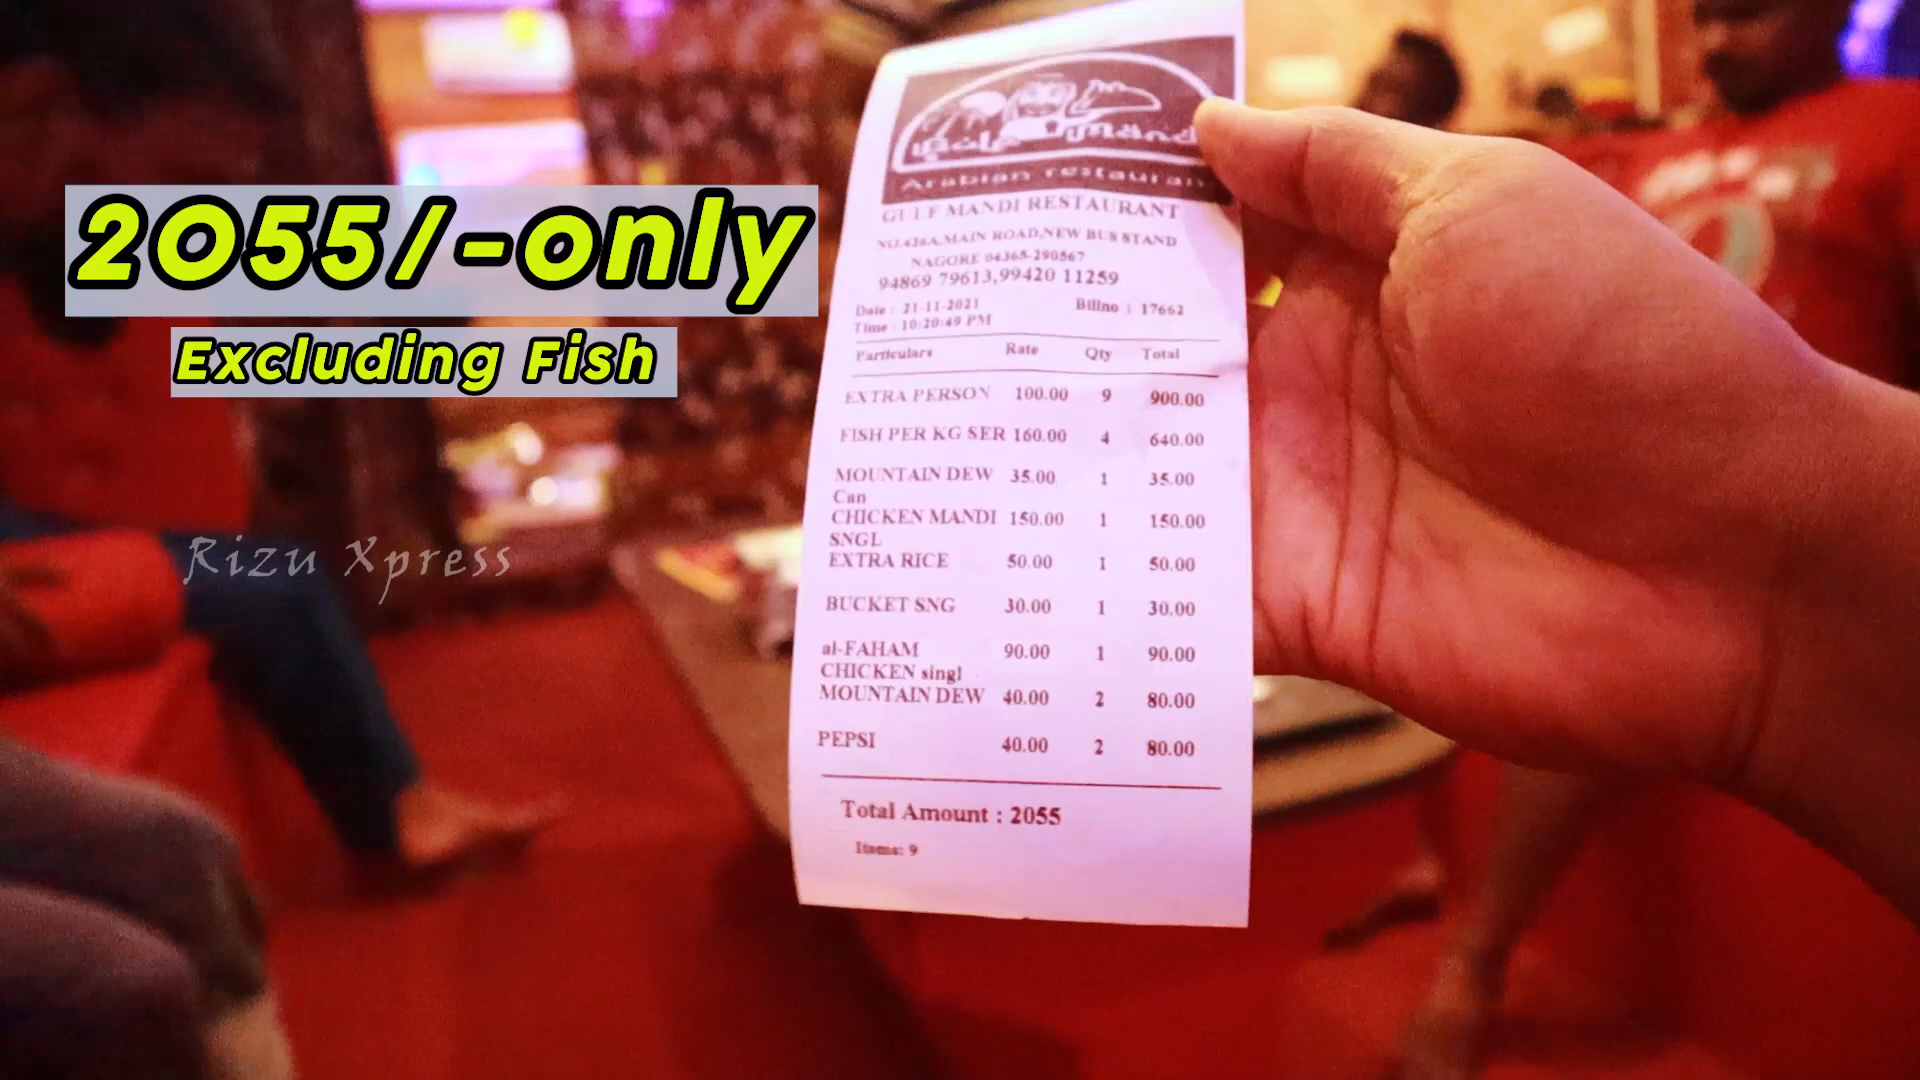 2055/-only
Excluding Fish
Rizu Xpress
Gulf Mandi
Arabian restaurant
GULF MANDI RESTAURANT
NO.436A,MAIN ROAD,NEW BUS STAND
NAGORE 04365-290567
94869 79613,99420 11259
Date : 21-11-2021 Billno : 17662
Time : 10:20:49 PM
Particulars Rate Qty Total
EXTRA PERSON 100.00 9 900.00
FISH PER KG SER 160.00 4 640.00
MOUNTAIN DEW 35.00 1 35.00
Can
CHICKEN MANDI 150.00 1 150.00
SNGL
EXTRA RICE 50.00 1 50.00
BUCKET SNG 30.00 1 30.00
al-FAHAM 90.00 1 90.00
CHICKEN singl
MOUNTAIN DEW 40.00 2 80.00
PEPSI 40.00 2 80.00
Total Amount : 2055
Items: 9